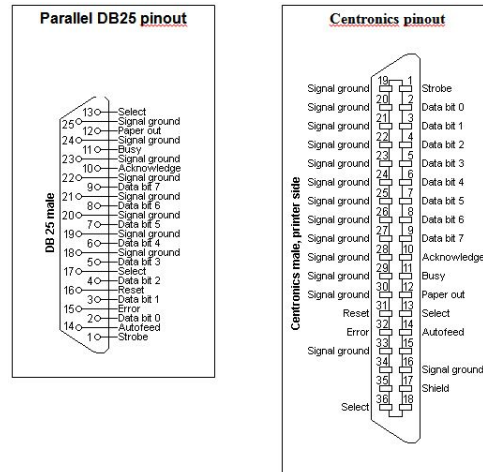 Parallel DB25 pinout
13 Select
25 Signal ground
12 Paper out
24 Signal ground
11 Busy
23 Signal ground
10 Acknowledge
22 Signal ground
9 Data bit 7
21 Signal ground
8 Data bit 6
20 Signal ground
7 Data bit 5
19 Signal ground
6 Data bit 4
18 Signal ground
5 Data bit 3
17 Select
4 Data bit 2
16 Reset
3 Data bit 1
15 Error
2 Data bit 0
14 Autofeed
1 Strobe
DB 25 male
Centronics pinout
19 1 Strobe
Signal ground 20 2 Data bit 0
Signal ground 21 3 Data bit 1
Signal ground 22 4 Data bit 2
Signal ground 23 5 Data bit 3
Signal ground 24 6 Data bit 4
Signal ground 25 7 Data bit 5
Signal ground 26 8 Data bit 6
Signal ground 27 9 Data bit 7
Signal ground 28 10 Acknowledge
Signal ground 29 11 Busy
Signal ground 30 12 Paper out
Signal ground 31 13 Select
Reset 32 14 Autofeed
Error 33 15
Signal ground 34 16 Signal ground
35 17 Shield
36 18
Select
Centronics male, printer side